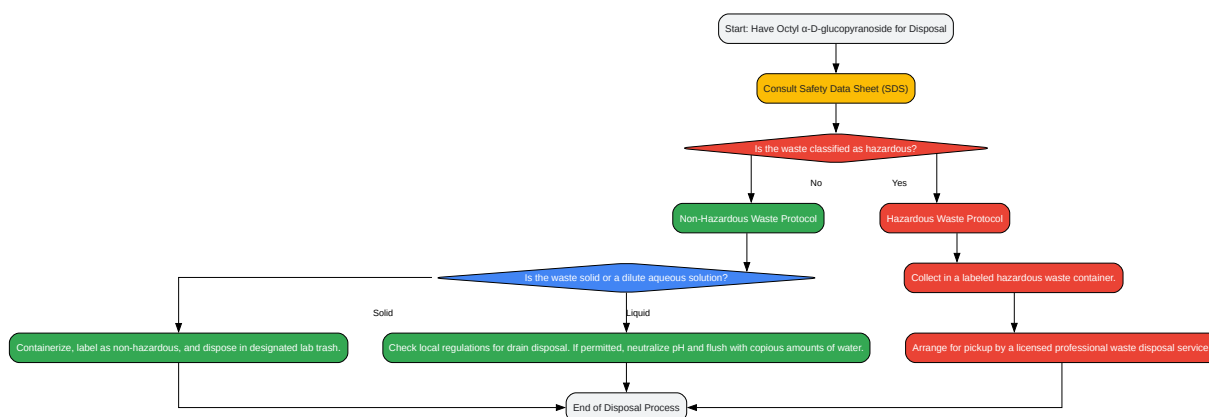 Start: Have Octyl α-D-glucopyranoside for Disposal
Consult Safety Data Sheet (SDS)
Is the waste classified as hazardous?
No
Yes
Non-Hazardous Waste Protocol
Hazardous Waste Protocol
Is the waste solid or a dilute aqueous solution?
Collect in a labeled hazardous waste container.
Solid
Liquid
Containerize, label as non-hazardous, and dispose in designated lab trash.
Check local regulations for drain disposal. If permitted, neutralize pH and flush with copious amounts of water.
Arrange for pickup by a licensed professional waste disposal service
End of Disposal Process